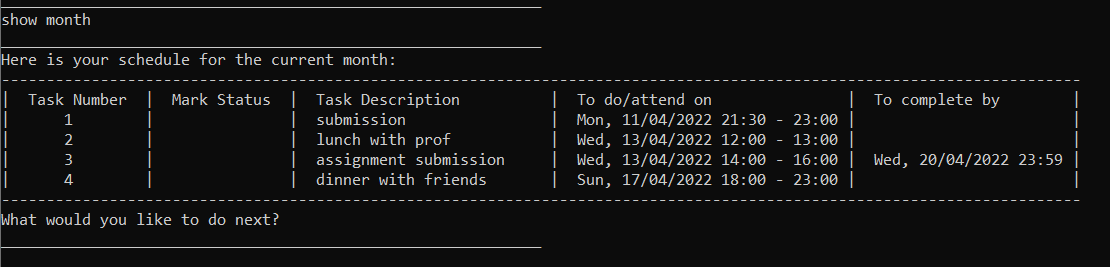 show month
Here is your schedule for the current month:
| Task Number | Mark Status | Task Description | To do/attend on | To complete by |
| 1 | | submission | Mon, 11/04/2022 21:30 - 23:00 | |
| 2 | | lunch with prof | Wed, 13/04/2022 12:00 - 13:00 | |
| 3 | | assignment submission | Wed, 13/04/2022 14:00 - 16:00 | Wed, 20/04/2022 23:59 |
| 4 | | dinner with friends | Sun, 17/04/2022 18:00 - 23:00 | |
What would you like to do next?